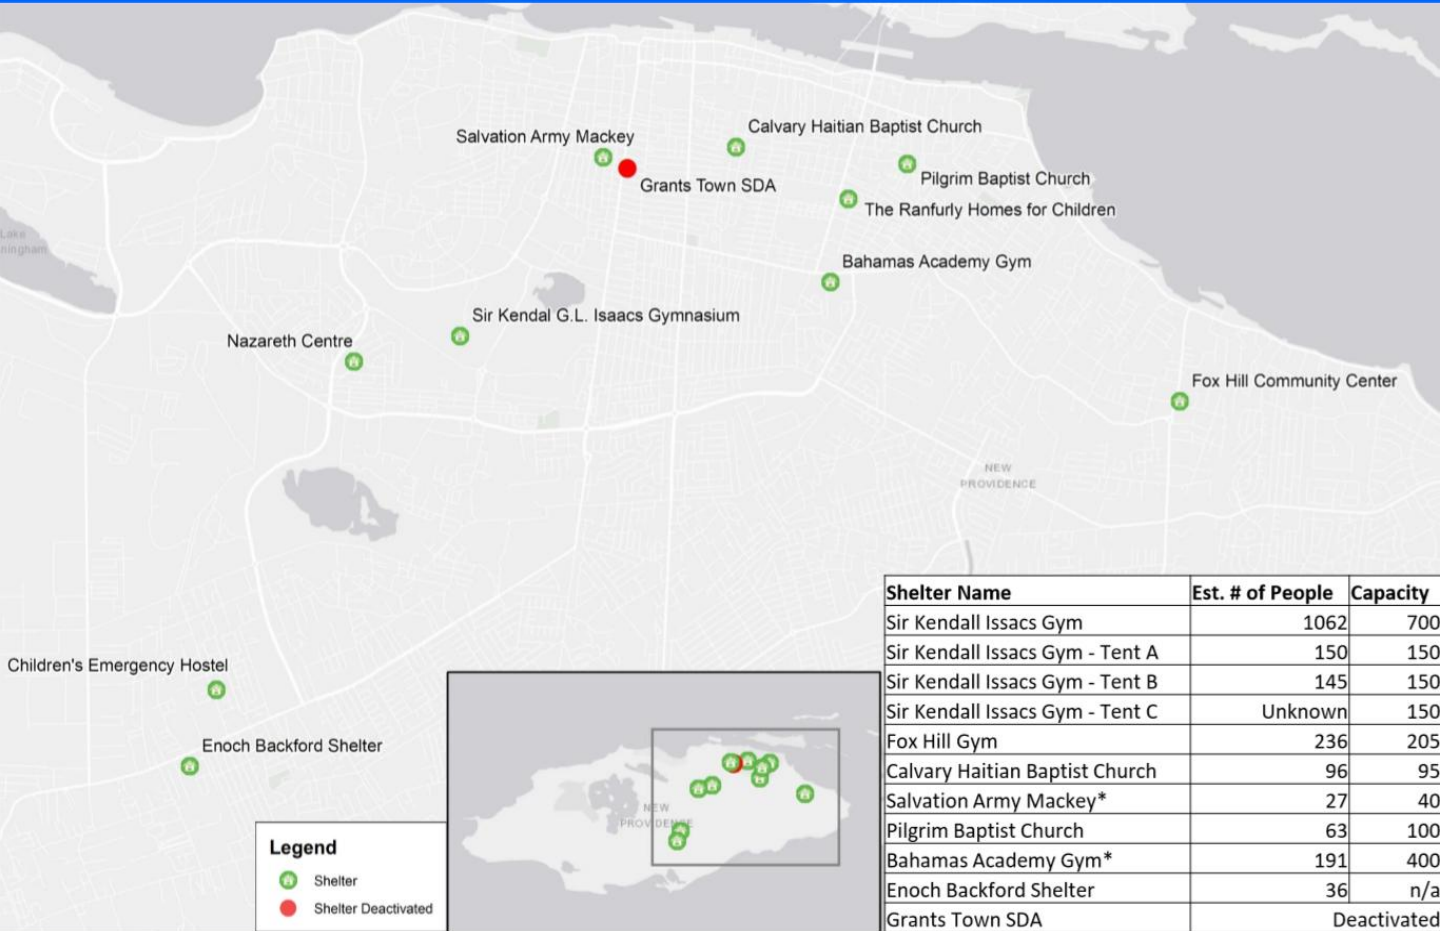 Salvation Army Mackey
Calvary Haitian Baptist Church
Grants Town SDA
Pilgrim Baptist Church
The Ranfurly Homes for Children
Lake
ningham
Bahamas Academy Gym
Sir Kendal G.L. Isaacs Gymnasium
Nazareth Centre
Fox Hill Community Center
NEW
PROVIDENCE
Children's Emergency Hostel
Enoch Backford Shelter
Legend
Shelter
Shelter Deactivated
NEW
PROVIDENCE
Shelter Name Est. # of People Capacity
Sir Kendall Issacs Gym 1062 700
Sir Kendall Issacs Gym - Tent A 150 150
Sir Kendall Issacs Gym - Tent B 145 150
Sir Kendall Issacs Gym - Tent C Unknown 150
Fox Hill Gym 236 205
Calvary Haitian Baptist Church 96 95
Salvation Army Mackey* 27 40
Pilgrim Baptist Church 63 100
Bahamas Academy Gym* 191 400
Enoch Backford Shelter 36 n/a
Grants Town SDA Deactivated